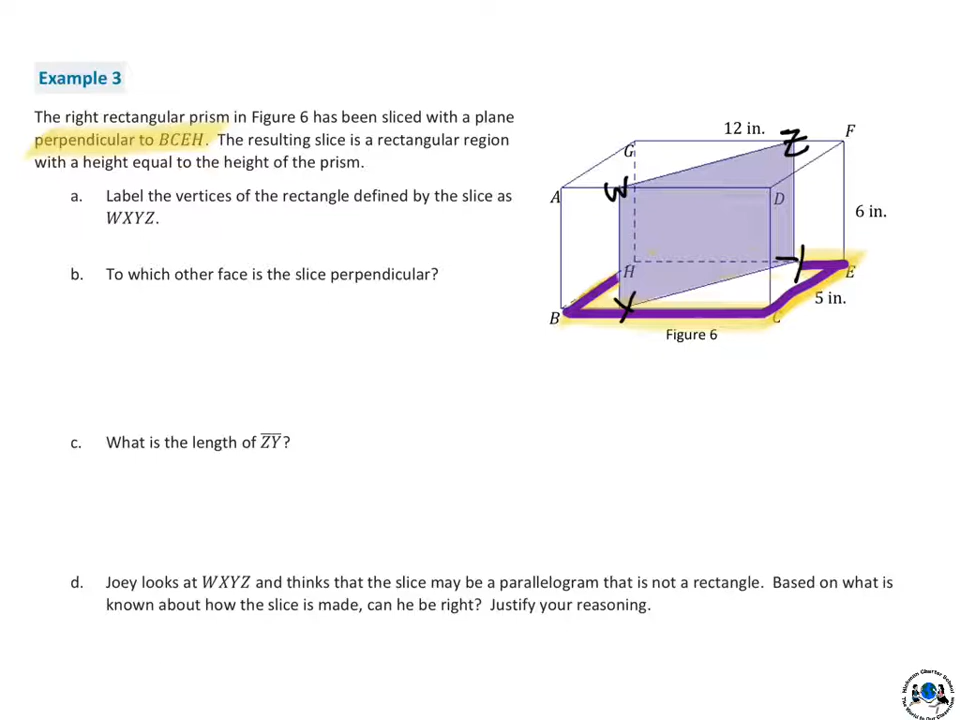 Example 3
The right rectangular prism in Figure 6 has been sliced with a plane
perpendicular to BCEH. The resulting slice is a rectangular region
with a height equal to the height of the prism.
a. Label the vertices of the rectangle defined by the slice as
WXYZ.
b. To which other face is the slice perpendicular?
12 in.
Z
F
G
A
W
D
6 in.
H
Y
E
X
5 in.
B
C
Figure 6
c. What is the length of Z̅Y̅?
d. Joey looks at WXYZ and thinks that the slice may be a parallelogram that is not a rectangle. Based on what is
known about how the slice is made, can he be right? Justify your reasoning.
Charter School